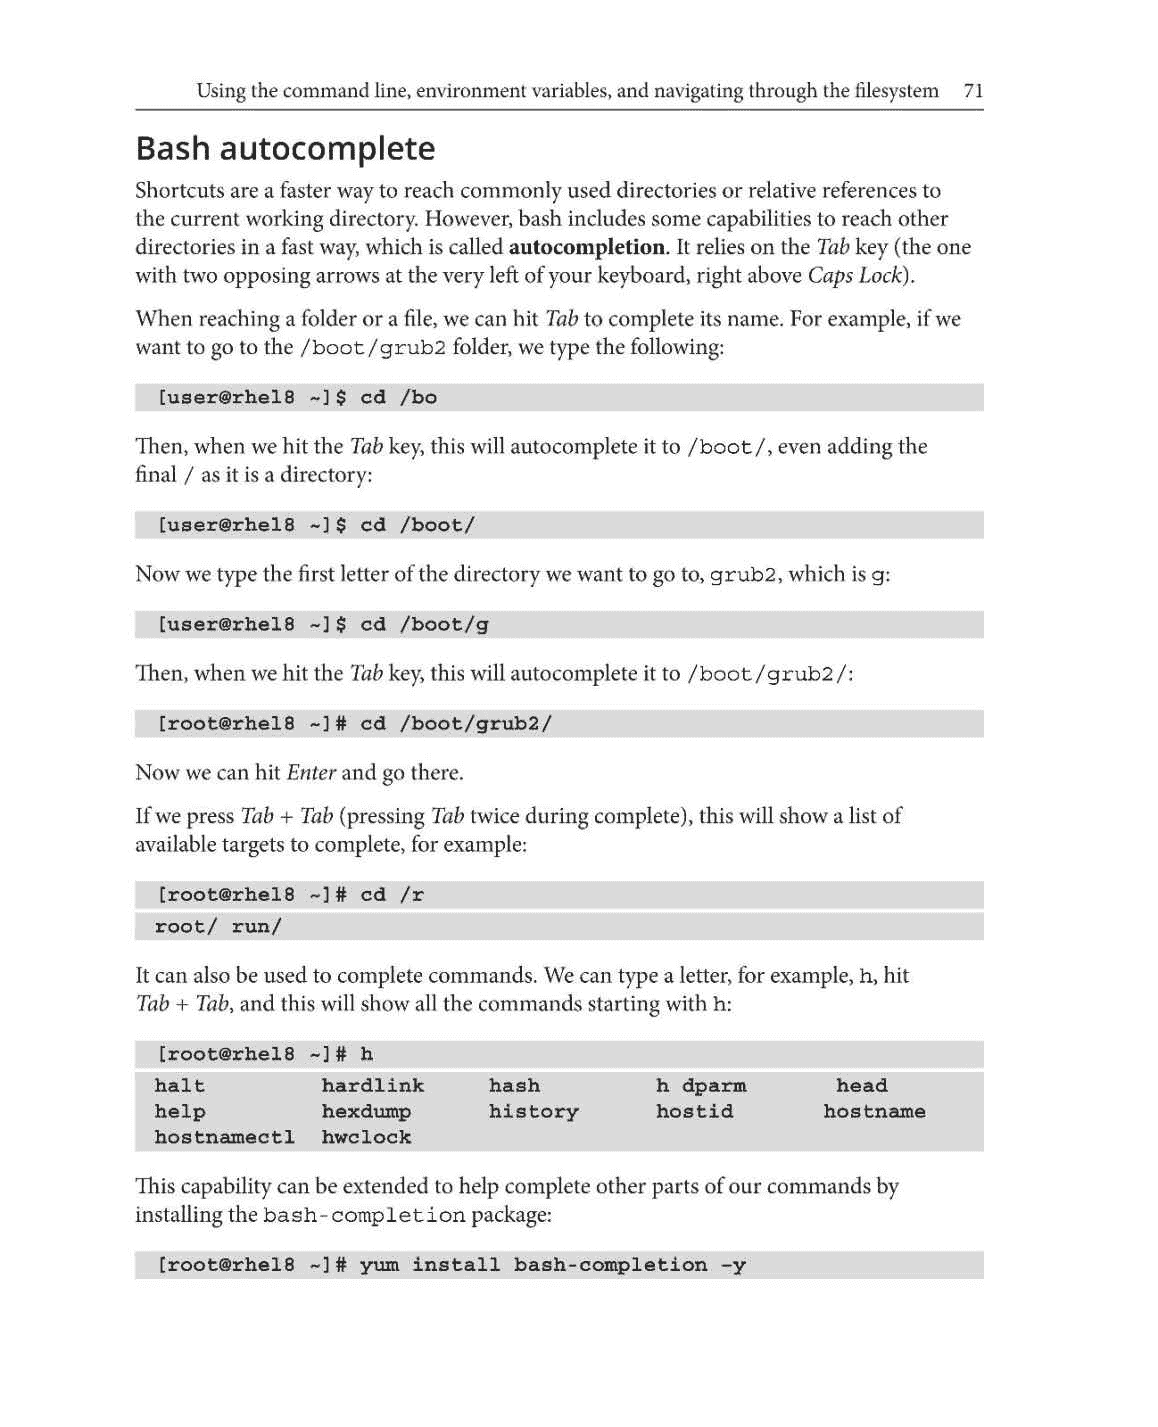 Using the command line, environment variables, and navigating through the filesystem 71
Bash autocomplete
Shortcuts are a faster way to reach commonly used directories or relative references to
the current working directory. However, bash includes some capabilities to reach other
directories in a fast way, which is called autocompletion. It relies on the Tab key (the one
with two opposing arrows at the very left of your keyboard, right above Caps Lock).
When reaching a folder or a file, we can hit Tab to complete its name. For example, if we
want to go to the /boot/grub2 folder, we type the following:
[user@rhel8 ~]$ cd /bo
Then, when we hit the Tab key, this will autocomplete it to /boot/, even adding the
final / as it is a directory:
[user@rhel8 ~]$ cd /boot/
Now we type the first letter of the directory we want to go to, grub2, which is g:
[user@rhel8 ~]$ cd /boot/g
Then, when we hit the Tab key, this will autocomplete it to /boot/grub2/:
[root@rhel8 ~]# cd /boot/grub2/
Now we can hit Enter and go there.
If we press Tab + Tab (pressing Tab twice during complete), this will show a list of
available targets to complete, for example:
[root@rhel8 ~]# cd /r
root/ run/
It can also be used to complete commands. We can type a letter, for example, h, hit
Tab + Tab, and this will show all the commands starting with h:
[root@rhel8 ~]# h
halt hardlink hash h dparm head
help hexdump history hostid hostname
hostnamectl hwclock
This capability can be extended to help complete other parts of our commands by
installing the bash-completion package:
[root@rhel8 ~]# yum install bash-completion –y